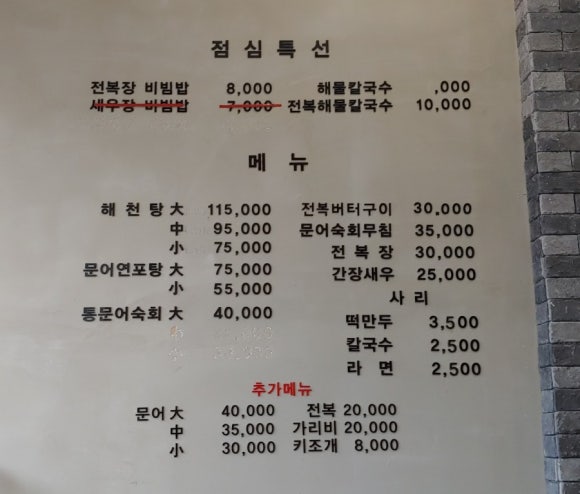 점심특선
전복장 비빔밥 8,000 해물칼국수 ,000
새우장 비빔밥 7,000 전복해물칼국수 10,000
메뉴
해천탕 大 115,000 전복버터구이 30.000
中 95,000 문어숙회무침 35,000
小 75,000 전복장 30,000
문어연포탕 大 75,000 간장새우 25,000
小 55,000 사리
통문어숙회 大 40,000 떡만두 3,500
칼국수 2,500
라면 2,500
추가메뉴
문어 大 40,000 전복 20,000
中 35,000 가리비 20,000
小 30,000 키조개 8,000